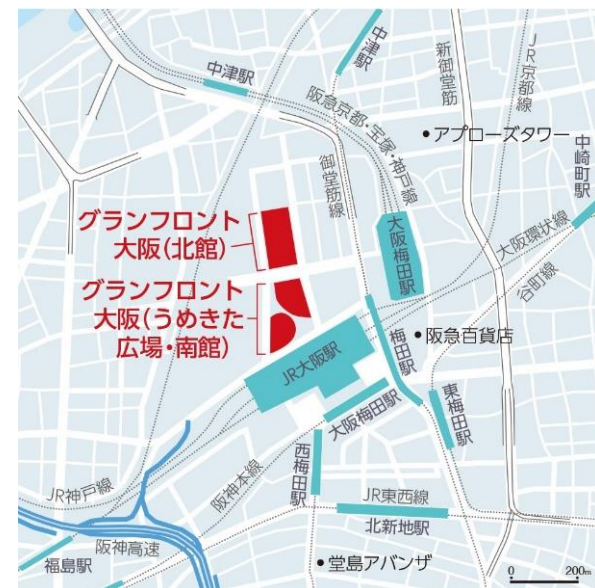 中津駅
中津駅
新御堂筋
JR京都線
阪急京都・宝塚・神戸線
アプローズタワー
中崎町駅
御堂筋線
グランフロント
大阪(北館)
大阪梅田駅
大阪環状線
谷町線
グランフロント
大阪(うめきた
広場・南館)
JR大阪駅
梅田駅
阪急百貨店
大阪梅田駅
東梅田駅
西梅田駅
阪神本線
JR神戸線
JR東西線
北新地駅
阪神高速
福島駅
堂島アバンザ
0 200m